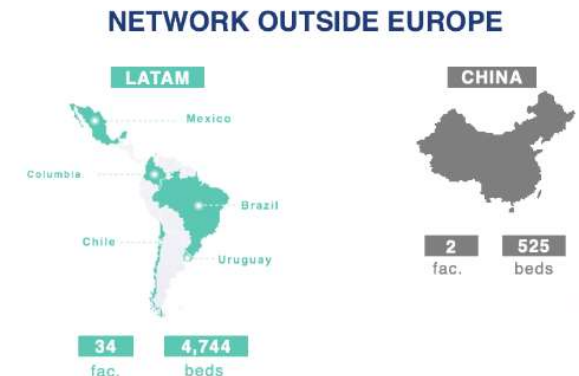 NETWORK OUTSIDE EUROPE
LATAM
Mexico
Columbia
Brazil
Chile
Uruguay
34
4,744
fac.
beds
CHINA
2
525
fac.
beds